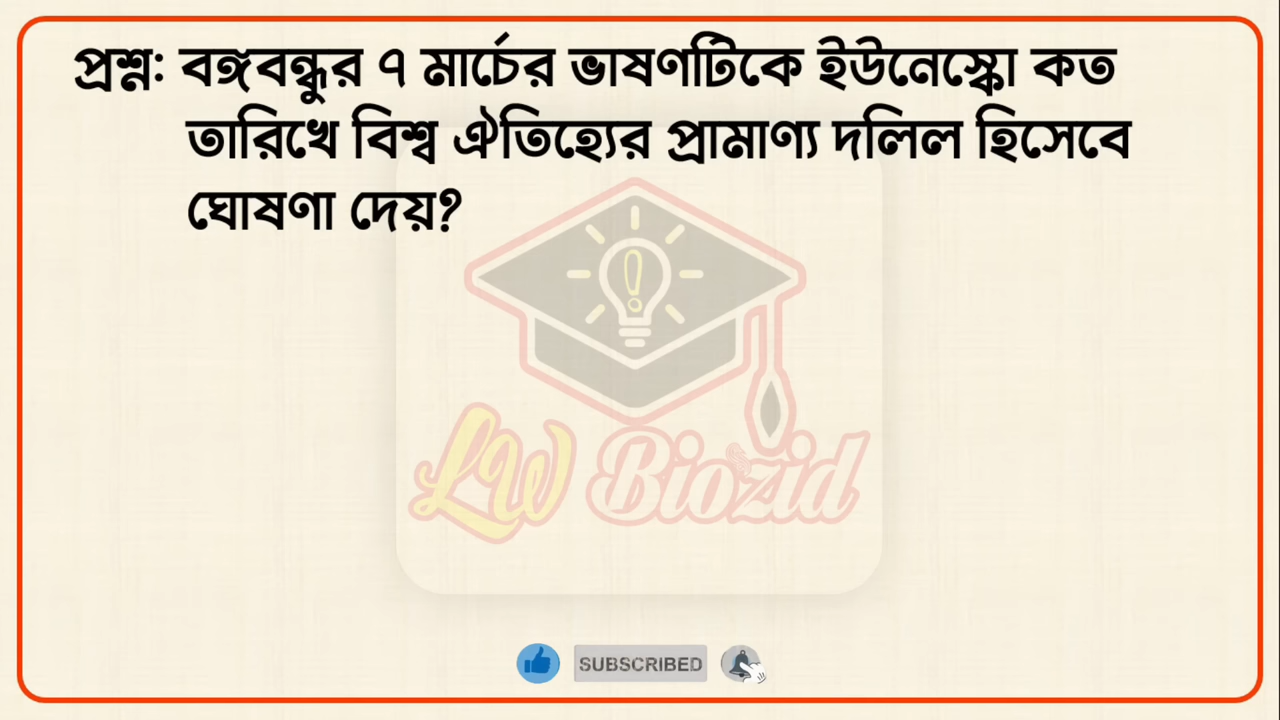 প্রশ্ন: বঙ্গবন্ধুর ৭ মার্চের ভাষণটিকে ইউনেস্কো কত
তারিখে বিশ্ব ঐতিহ্যের প্রামাণ্য দলিল হিসেবে
ঘোষণা দেয়?
LW Biozid
SUBSCRIBED